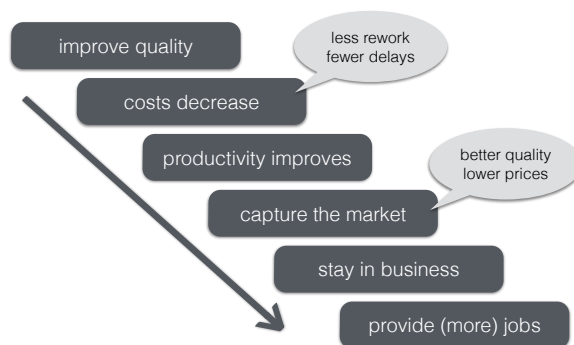 improve quality
less rework
fewer delays
costs decrease
productivity improves
better quality
lower prices
capture the market
stay in business
provide (more) jobs